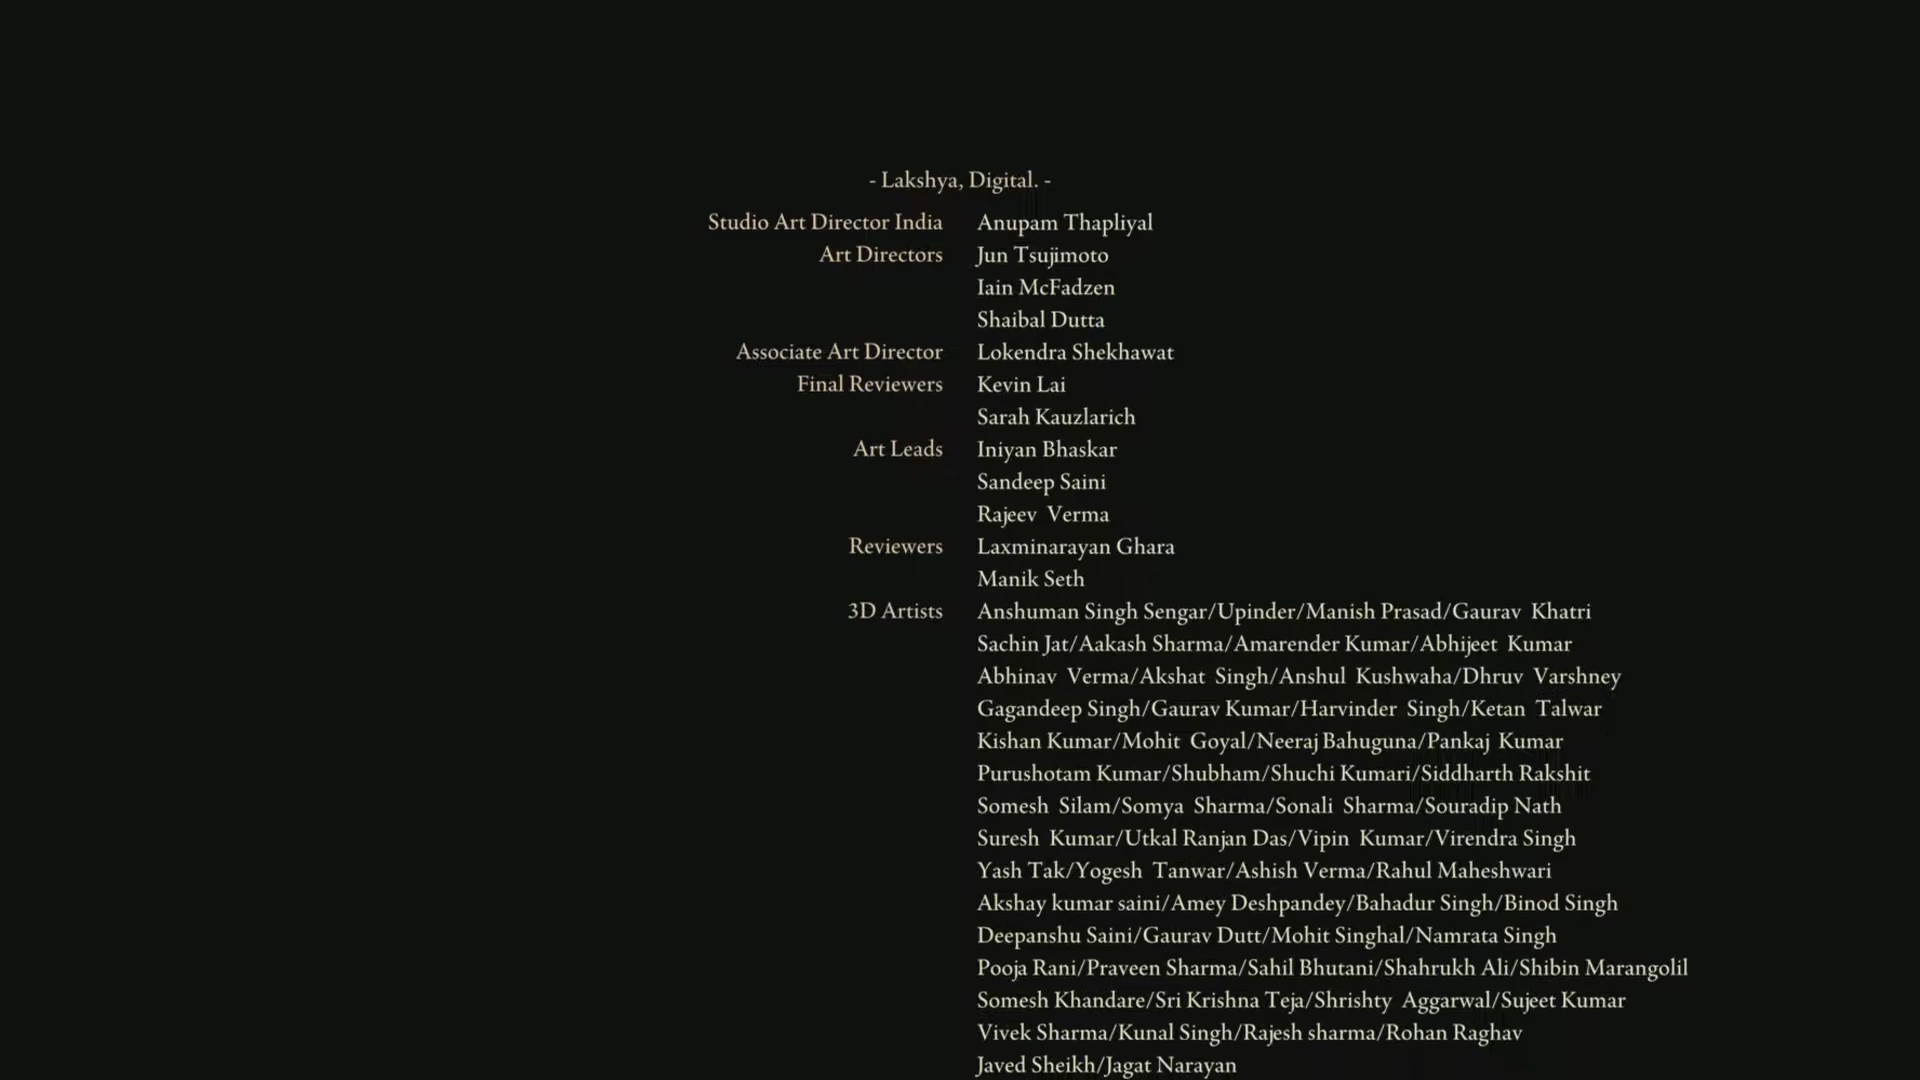 - Lakshya, Digital. -
Studio Art Director India Anupam Thapliyal
Art Directors Jun Tsujimoto
Iain McFadzen
Shaibal Dutta
Associate Art Director Lokendra Shekhawat
Final Reviewers Kevin Lai
Sarah Kauzlarich
Art Leads Iniyan Bhaskar
Sandeep Saini
Rajeev Verma
Reviewers Laxminarayan Ghara
Manik Seth
3D Artists Anshuman Singh Sengar/Upinder/Manish Prasad/Gaurav Khatri
Sachin Jat/Aakash Sharma/Amarender Kumar/Abhijeet Kumar
Abhinav Verma/Akshat Singh/Anshul Kushwaha/Dhruv Varshney
Gagandeep Singh/Gaurav Kumar/Harvinder Singh/Ketan Talwar
Kishan Kumar/Mohit Goyal/Neeraj Bahuguna/Pankaj Kumar
Purushotam Kumar/Shubham/Shuchi Kumari/Siddharth Rakshit
Somesh Silam/Somya Sharma/Sonali Sharma/Souradip Nath
Suresh Kumar/Utkal Ranjan Das/Vipin Kumar/Virendra Singh
Yash Tak/Yogesh Tanwar/Ashish Verma/Rahul Maheshwari
Akshay kumar saini/Amey Deshpandey/Bahadur Singh/Binod Singh
Deepanshu Saini/Gaurav Dutt/Mohit Singhal/Namrata Singh
Pooja Rani/Praveen Sharma/Sahil Bhutani/Shahrukh Ali/Shibin Marangolil
Somesh Khandare/Sri Krishna Teja/Shrishty Aggarwal/Sujeet Kumar
Vivek Sharma/Kunal Singh/Rajesh sharma/Rohan Raghav
Javed Sheikh/Jagat Narayan